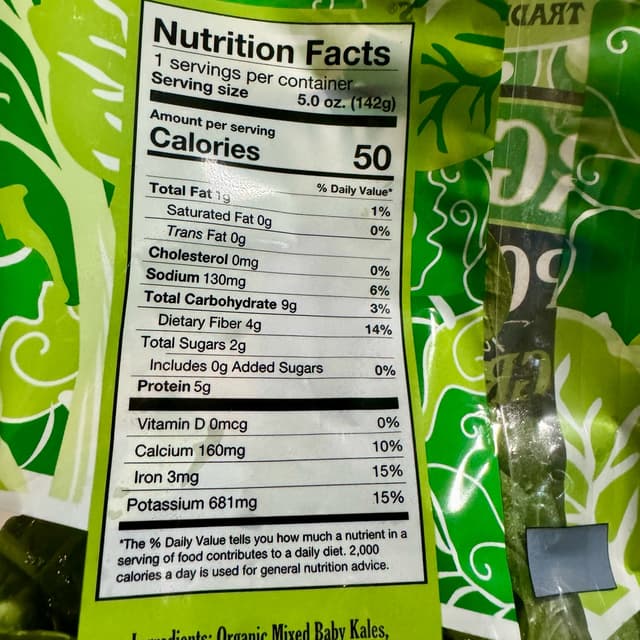 TRAD
Nutrition Facts
1 servings per container
Serving size 5.0 oz. (142g)
Amount per serving
Calories 50
% Daily Value*
Total Fat 1g 1%
Saturated Fat 0g 0%
Trans Fat 0g
Cholesterol 0mg 0%
Sodium 130mg 6%
Total Carbohydrate 9g 3%
Dietary Fiber 4g 14%
Total Sugars 2g
Includes 0g Added Sugars 0%
Protein 5g
Vitamin D 0mcg 0%
Calcium 160mg 10%
Iron 3mg 15%
Potassium 681mg 15%
*The % Daily Value tells you how much a nutrient in a
serving of food contributes to a daily diet. 2,000
calories a day is used for general nutrition advice.
Ingredients: Organic Mixed Baby Kales,